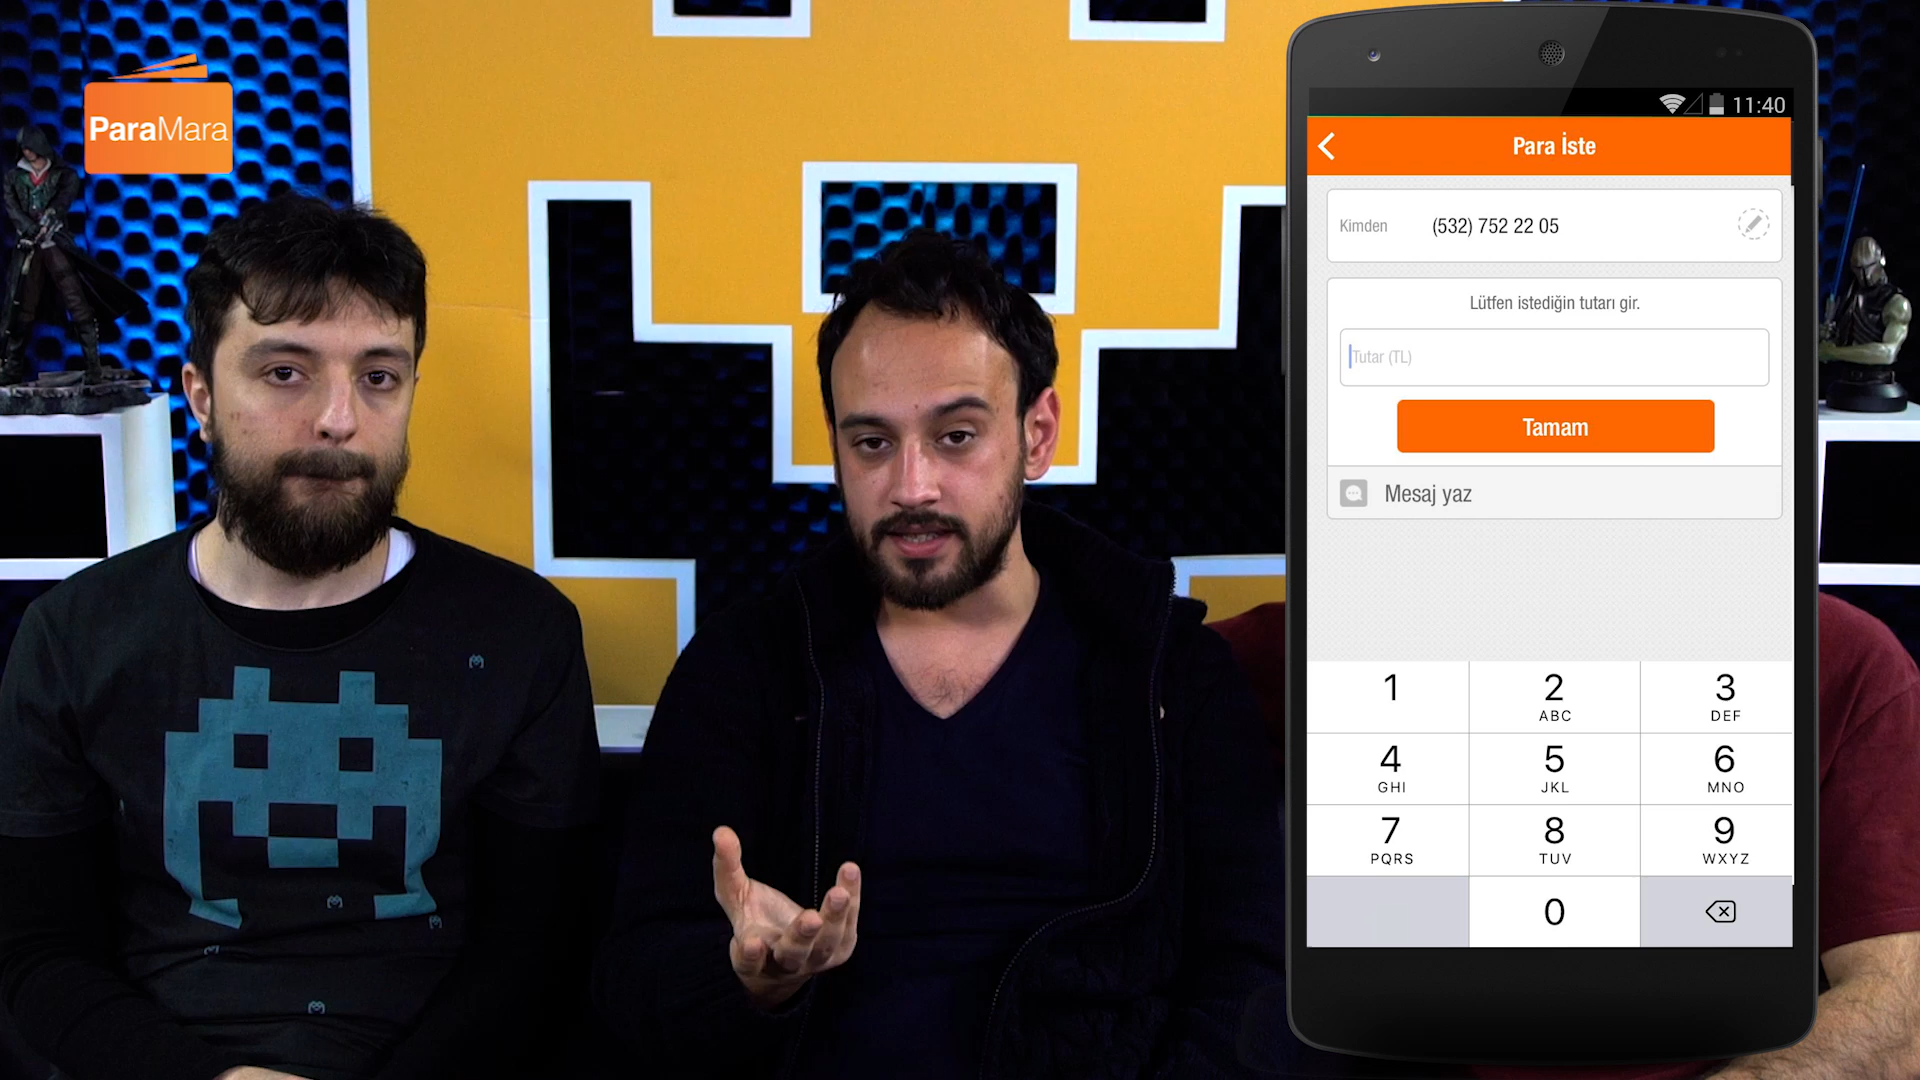 ParaMara
11:40
Para İste
Kimden (532) 752 22 05
Lütfen istediğin tutarı gir.
Tutar (TL)
Tamam
Mesaj yaz
1 2 3
ABC DEF
4 5 6
GHI JKL MNO
7 8 9
PQRS TUV WXYZ
0